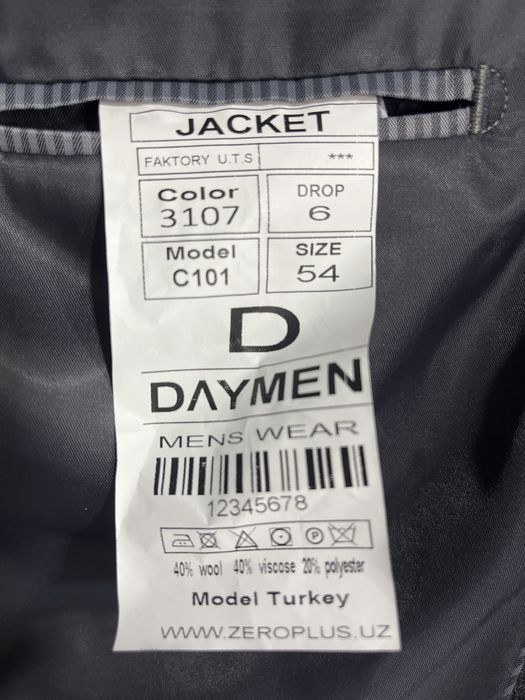 JACKET
FAKTORY U.T.S ***
Color DROP
3107 6
Model SIZE
C101 54
D
DAYMEN
MENS WEAR
12345678
P
40% wool 40% viscose 20% polyester
Model Turkey
WWW.ZEROPLUS.UZ